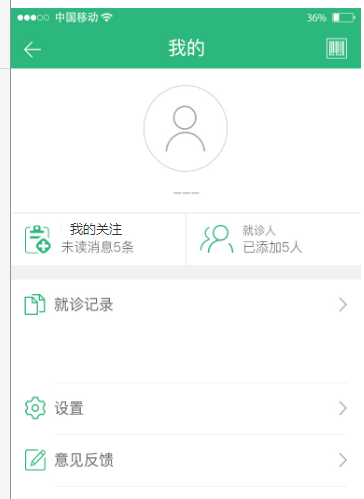 中国移动
36%
我的
---
我的关注
未读消息5条
就诊人
已添加5人
就诊记录
设置
意见反馈